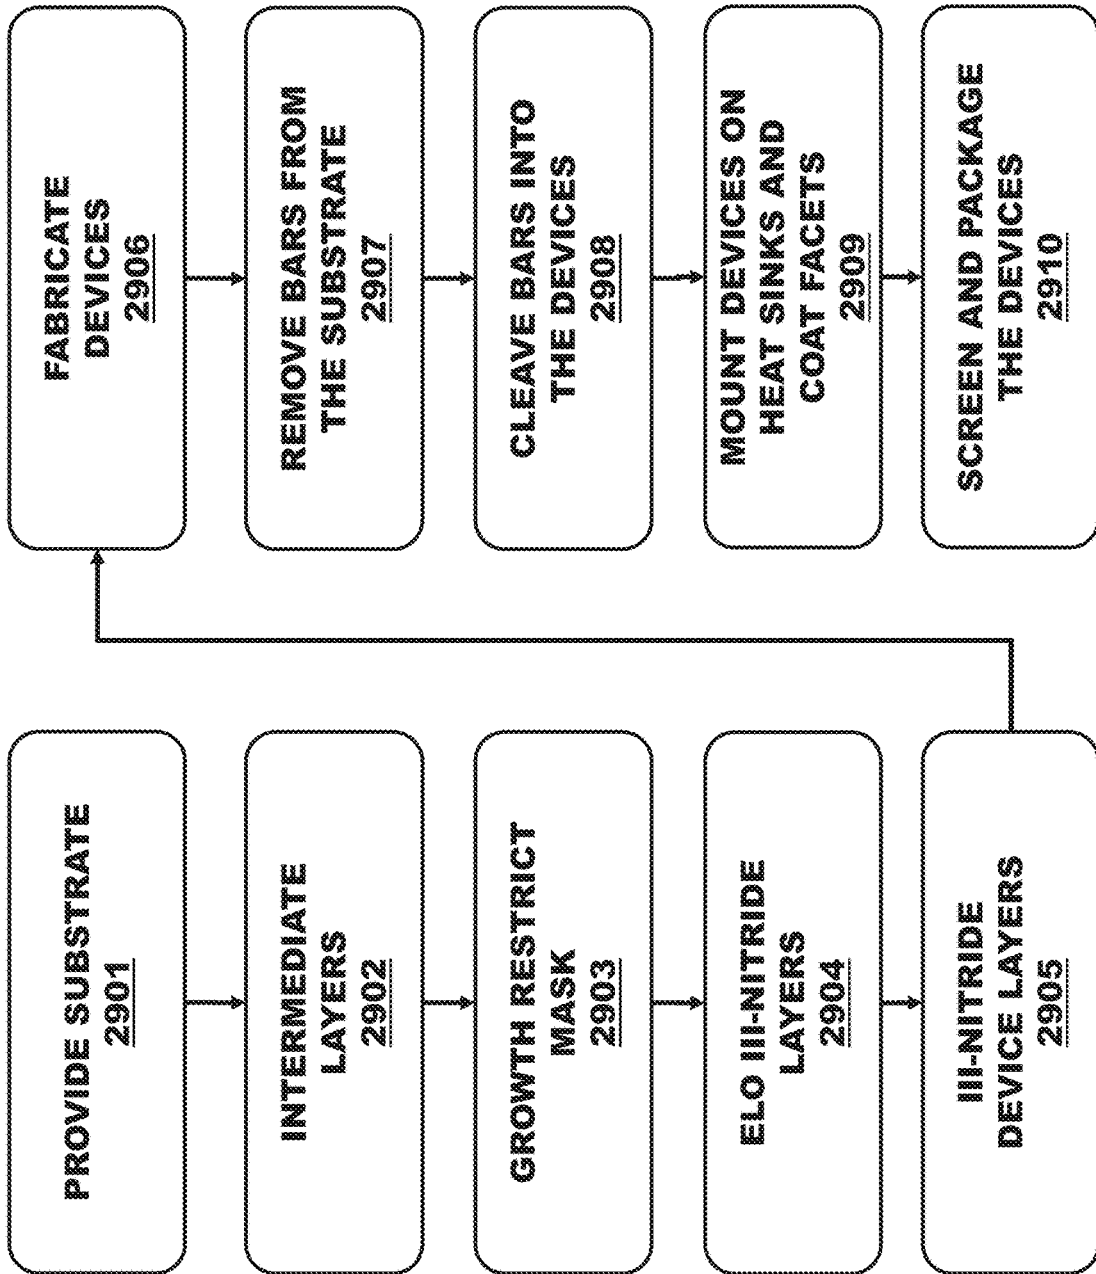 PROVIDE SUBSTRATE
2901
INTERMEDIATE
LAYERS
2902
GROWTH RESTRICT
MASK
2903
ELO III-NITRIDE
LAYERS
2904
III-NITRIDE
DEVICE LAYERS
2905
FABRICATE
DEVICES
2906
REMOVE BARS FROM
THE SUBSTRATE
2907
CLEAVE BARS INTO
THE DEVICES
2908
MOUNT DEVICES ON
HEAT SINKS AND
COAT FACETS
2909
SCREEN AND PACKAGE
THE DEVICES
2910